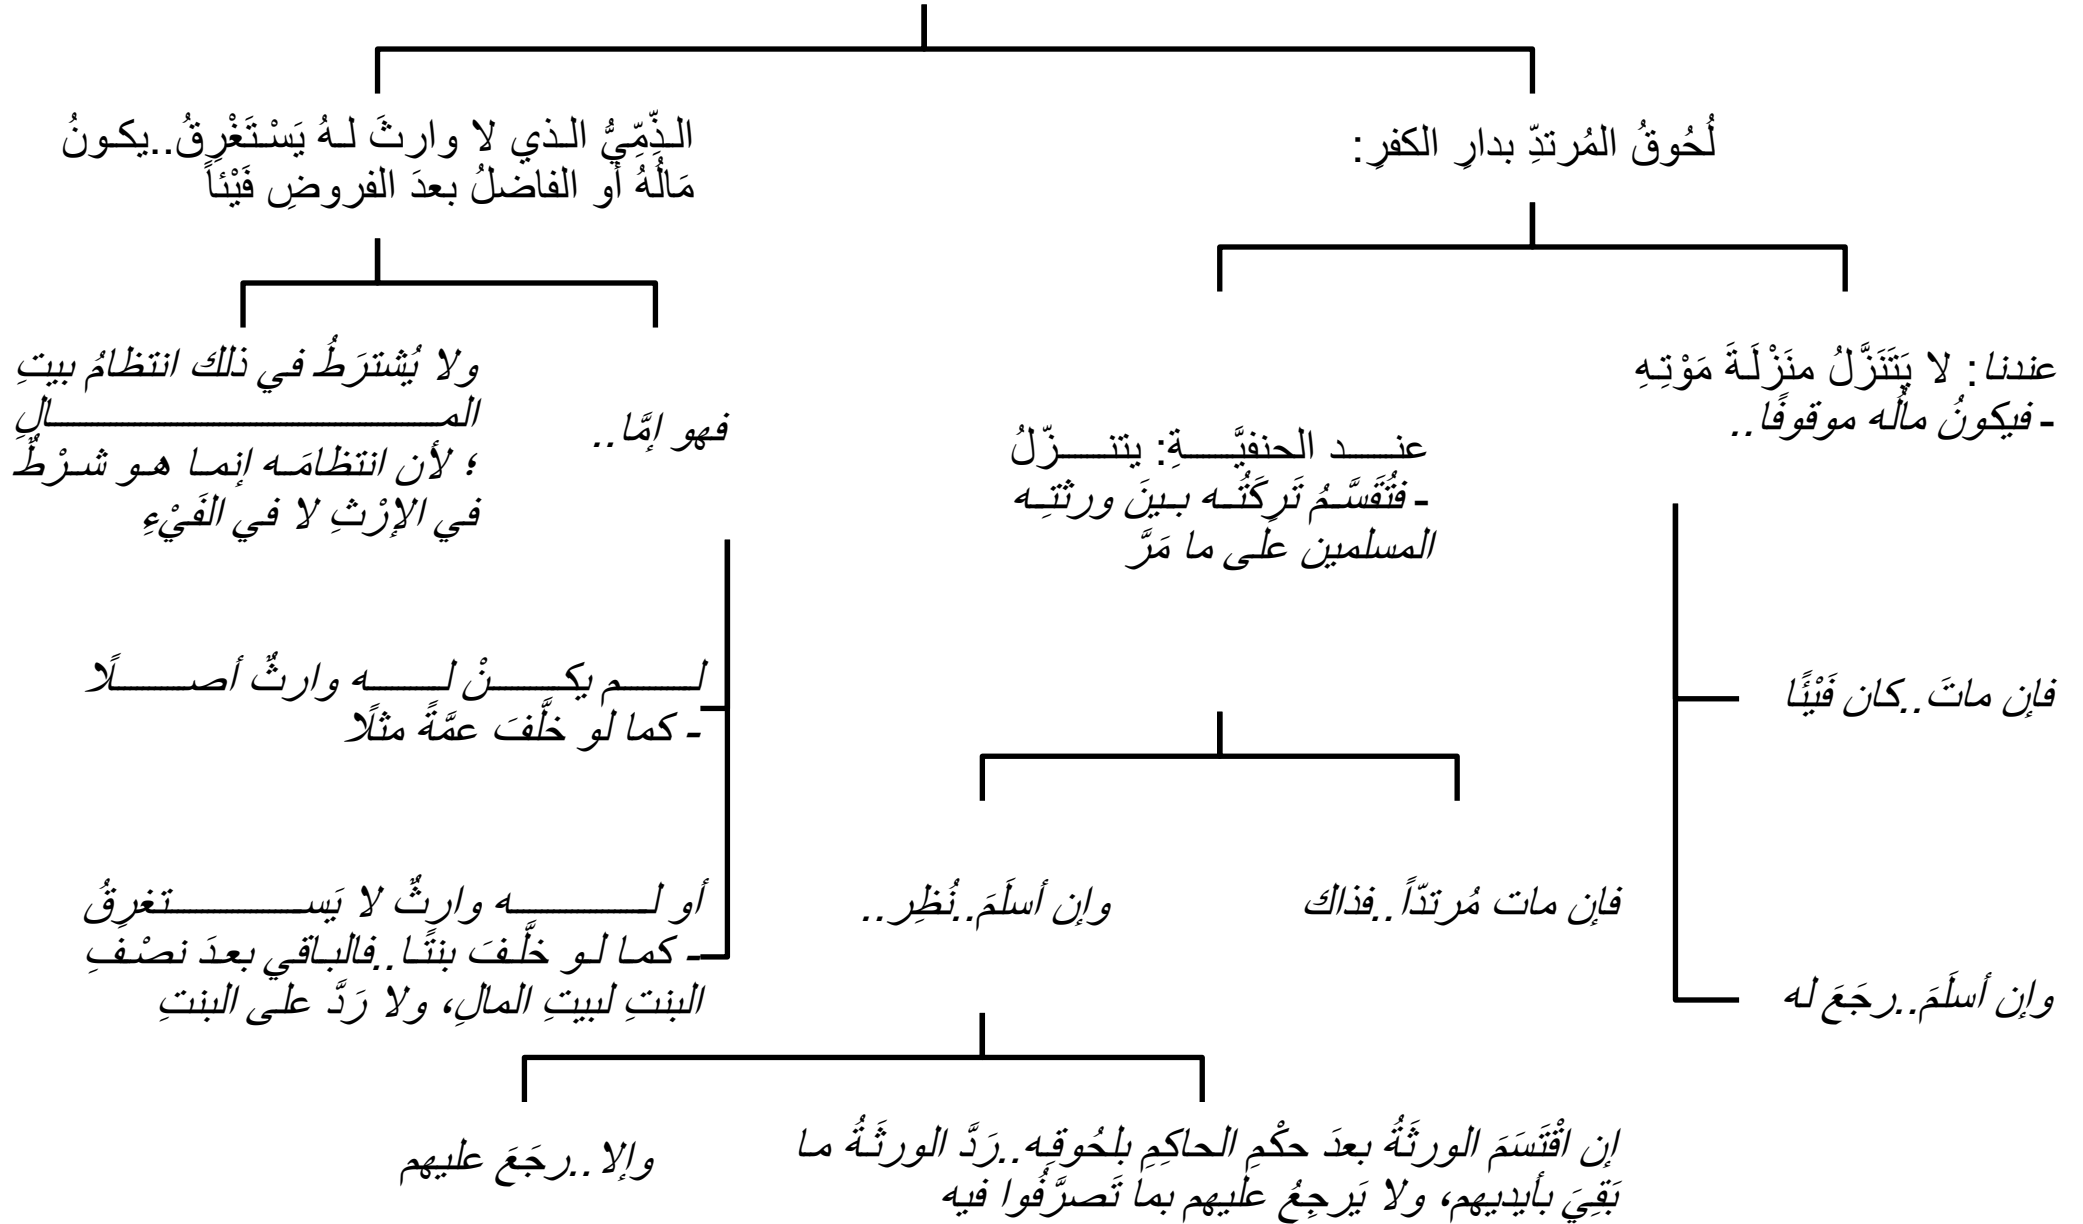 لُحُوقُ المُرتدِّ بدارِ الكفرِ:
عندنا: لا يَتَنَزَّلُ منَزْلَةَ مَوْتِهِ
- فيكونُ مالُه موقوفًا..
فإن ماتَ..كان فَيْئًا
وإن أسلَمَ..رجَعَ له
عند الحنفيَّةِ: يتنزّلُ
- فتُقَسَّمُ تَرِكَتُه بينَ ورثتِه
المسلمين على ما مَرَّ
فإن مات مُرتدّاً..فذاك
وإن أسلَمَ..نُظِر..
إن اقْتَسَمَ الورثَةُ بعدَ حكْمِ الحاكِمِ بلحُوقِه..رَدَّ الورثَةُ ما
بَقِيَ بأيديهم، ولا يَرجِعُ عليهم بما تَصرَّفُوا فيه
وإلا..رجَعَ عليهم
الذِّمِّيُّ الذي لا وارثَ لهُ يَسْتَغْرِقُ..يكونُ
مَالُهُ أو الفاضلُ بعدَ الفروضِ فَيْئاً
فهو إمَّا..
لم يكنْ له وارثٌ أصلًا
- كما لو خلَّفَ عمَّةً مثلًا
أو له وارثٌ لا يَستغرِقُ
- كما لو خلَّفَ بنتًا..فالباقي بعدَ نصْفِ
البنتِ لبيتِ المالِ، ولا رَدَّ على البنتِ
ولا يُشترَطُ في ذلك انتظامُ بيتِ
المالِ
؛ لأن انتظامَه إنما هو شرْطٌ
في الإرْثِ لا في الفَيْءِ